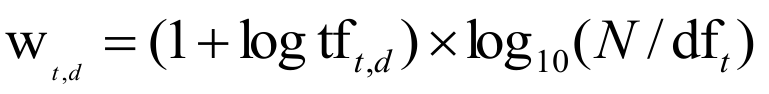 w_{t,d} = (1 + log tf_{t,d}) × log_{10}(N / df_t)